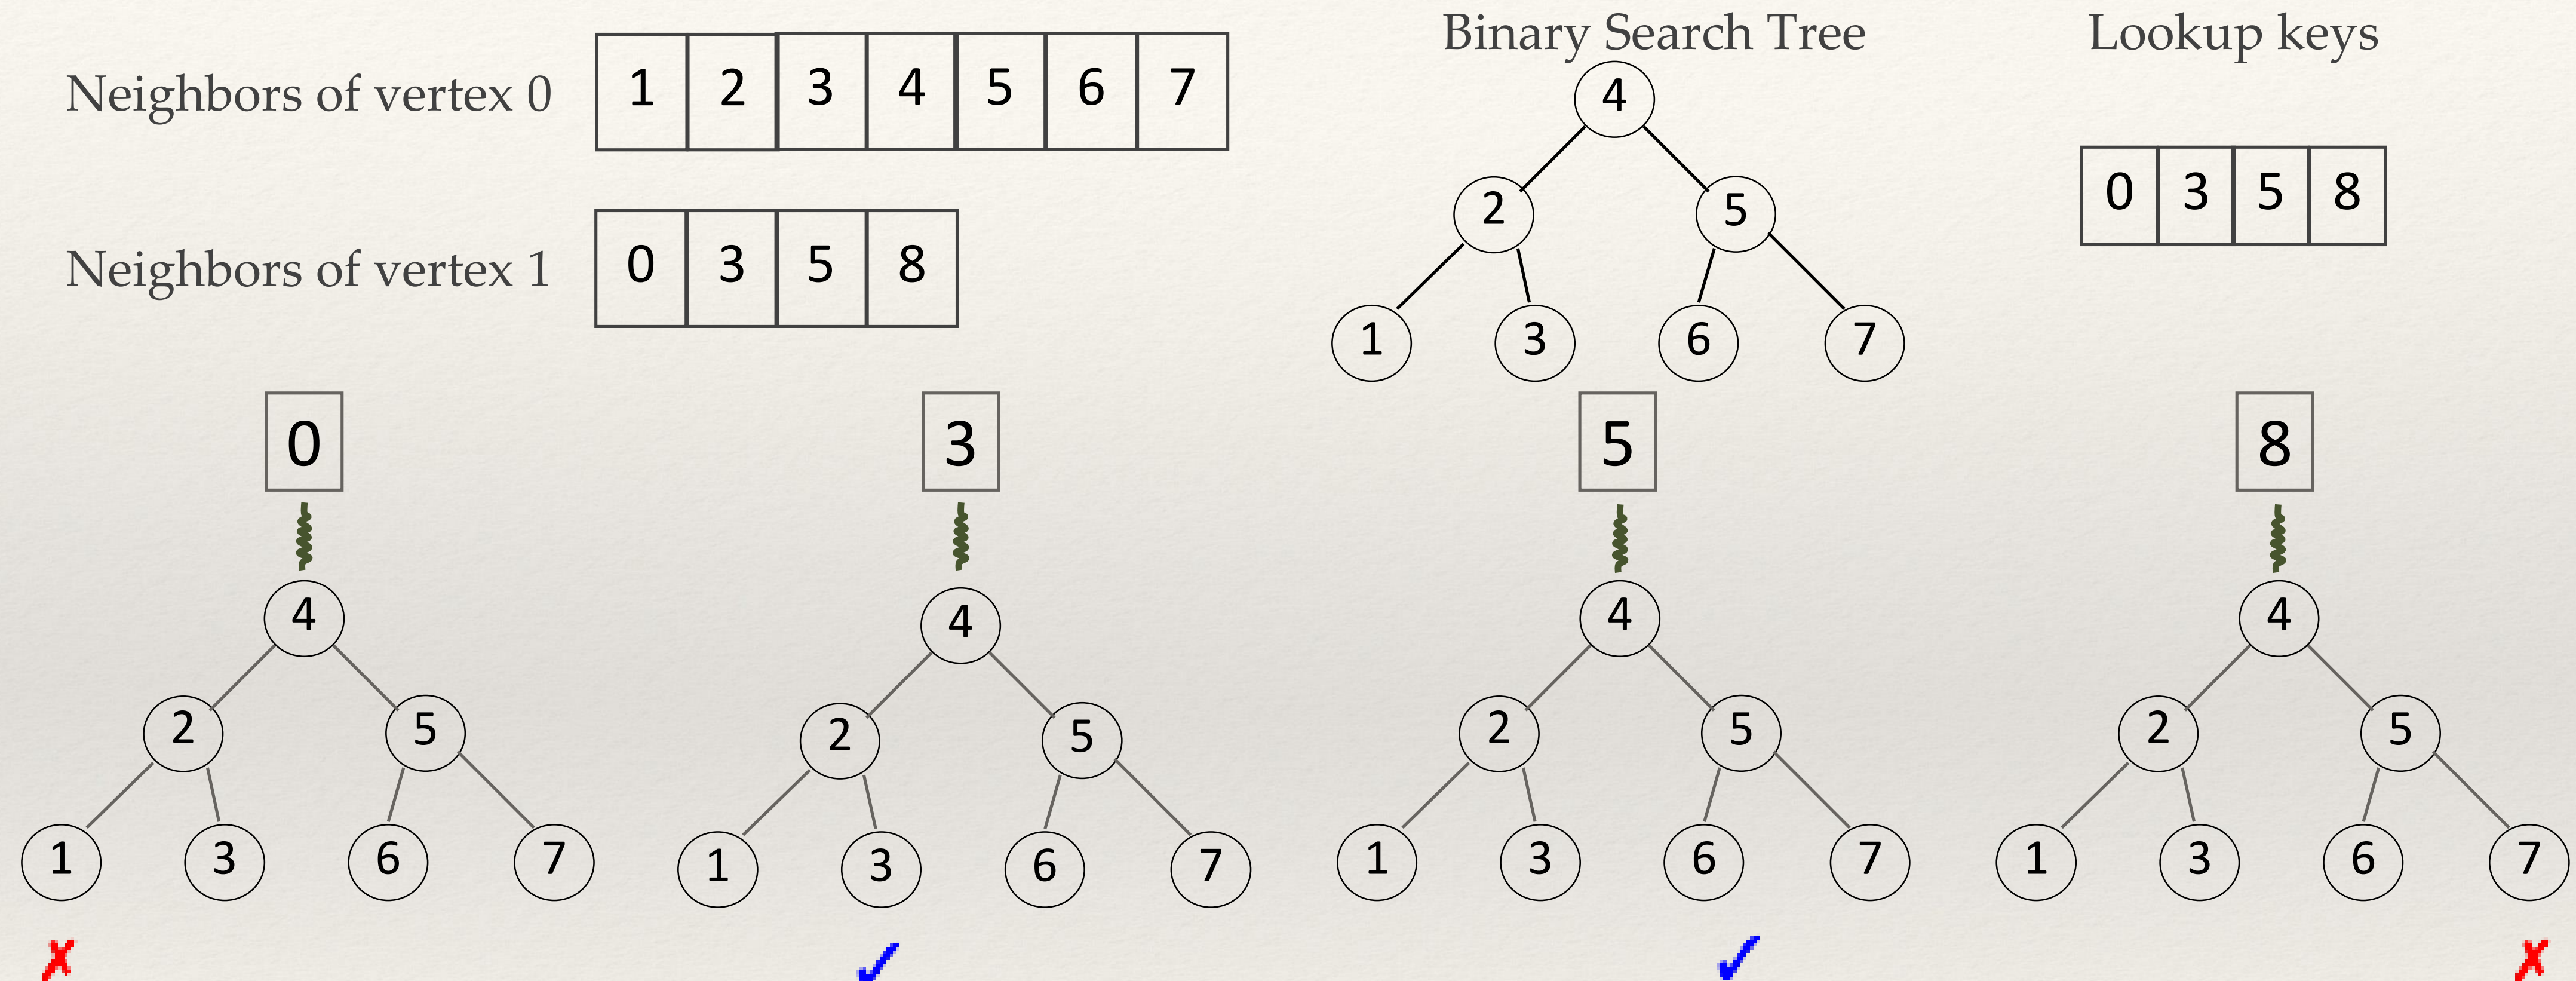 Binary Search Tree
Lookup keys
Neighbors of vertex 0
1 2 3 4 5 6 7
4
0 3 5 8
2 5
Neighbors of vertex 1
0 3 5 8
1 3 6 7
0 3 5 8
4 4 4 4
2 5 2 5 2 5 2 5
1 3 6 7 1 3 6 7 1 3 6 7 1 3 6 7
✗ ✓ ✓ ✗